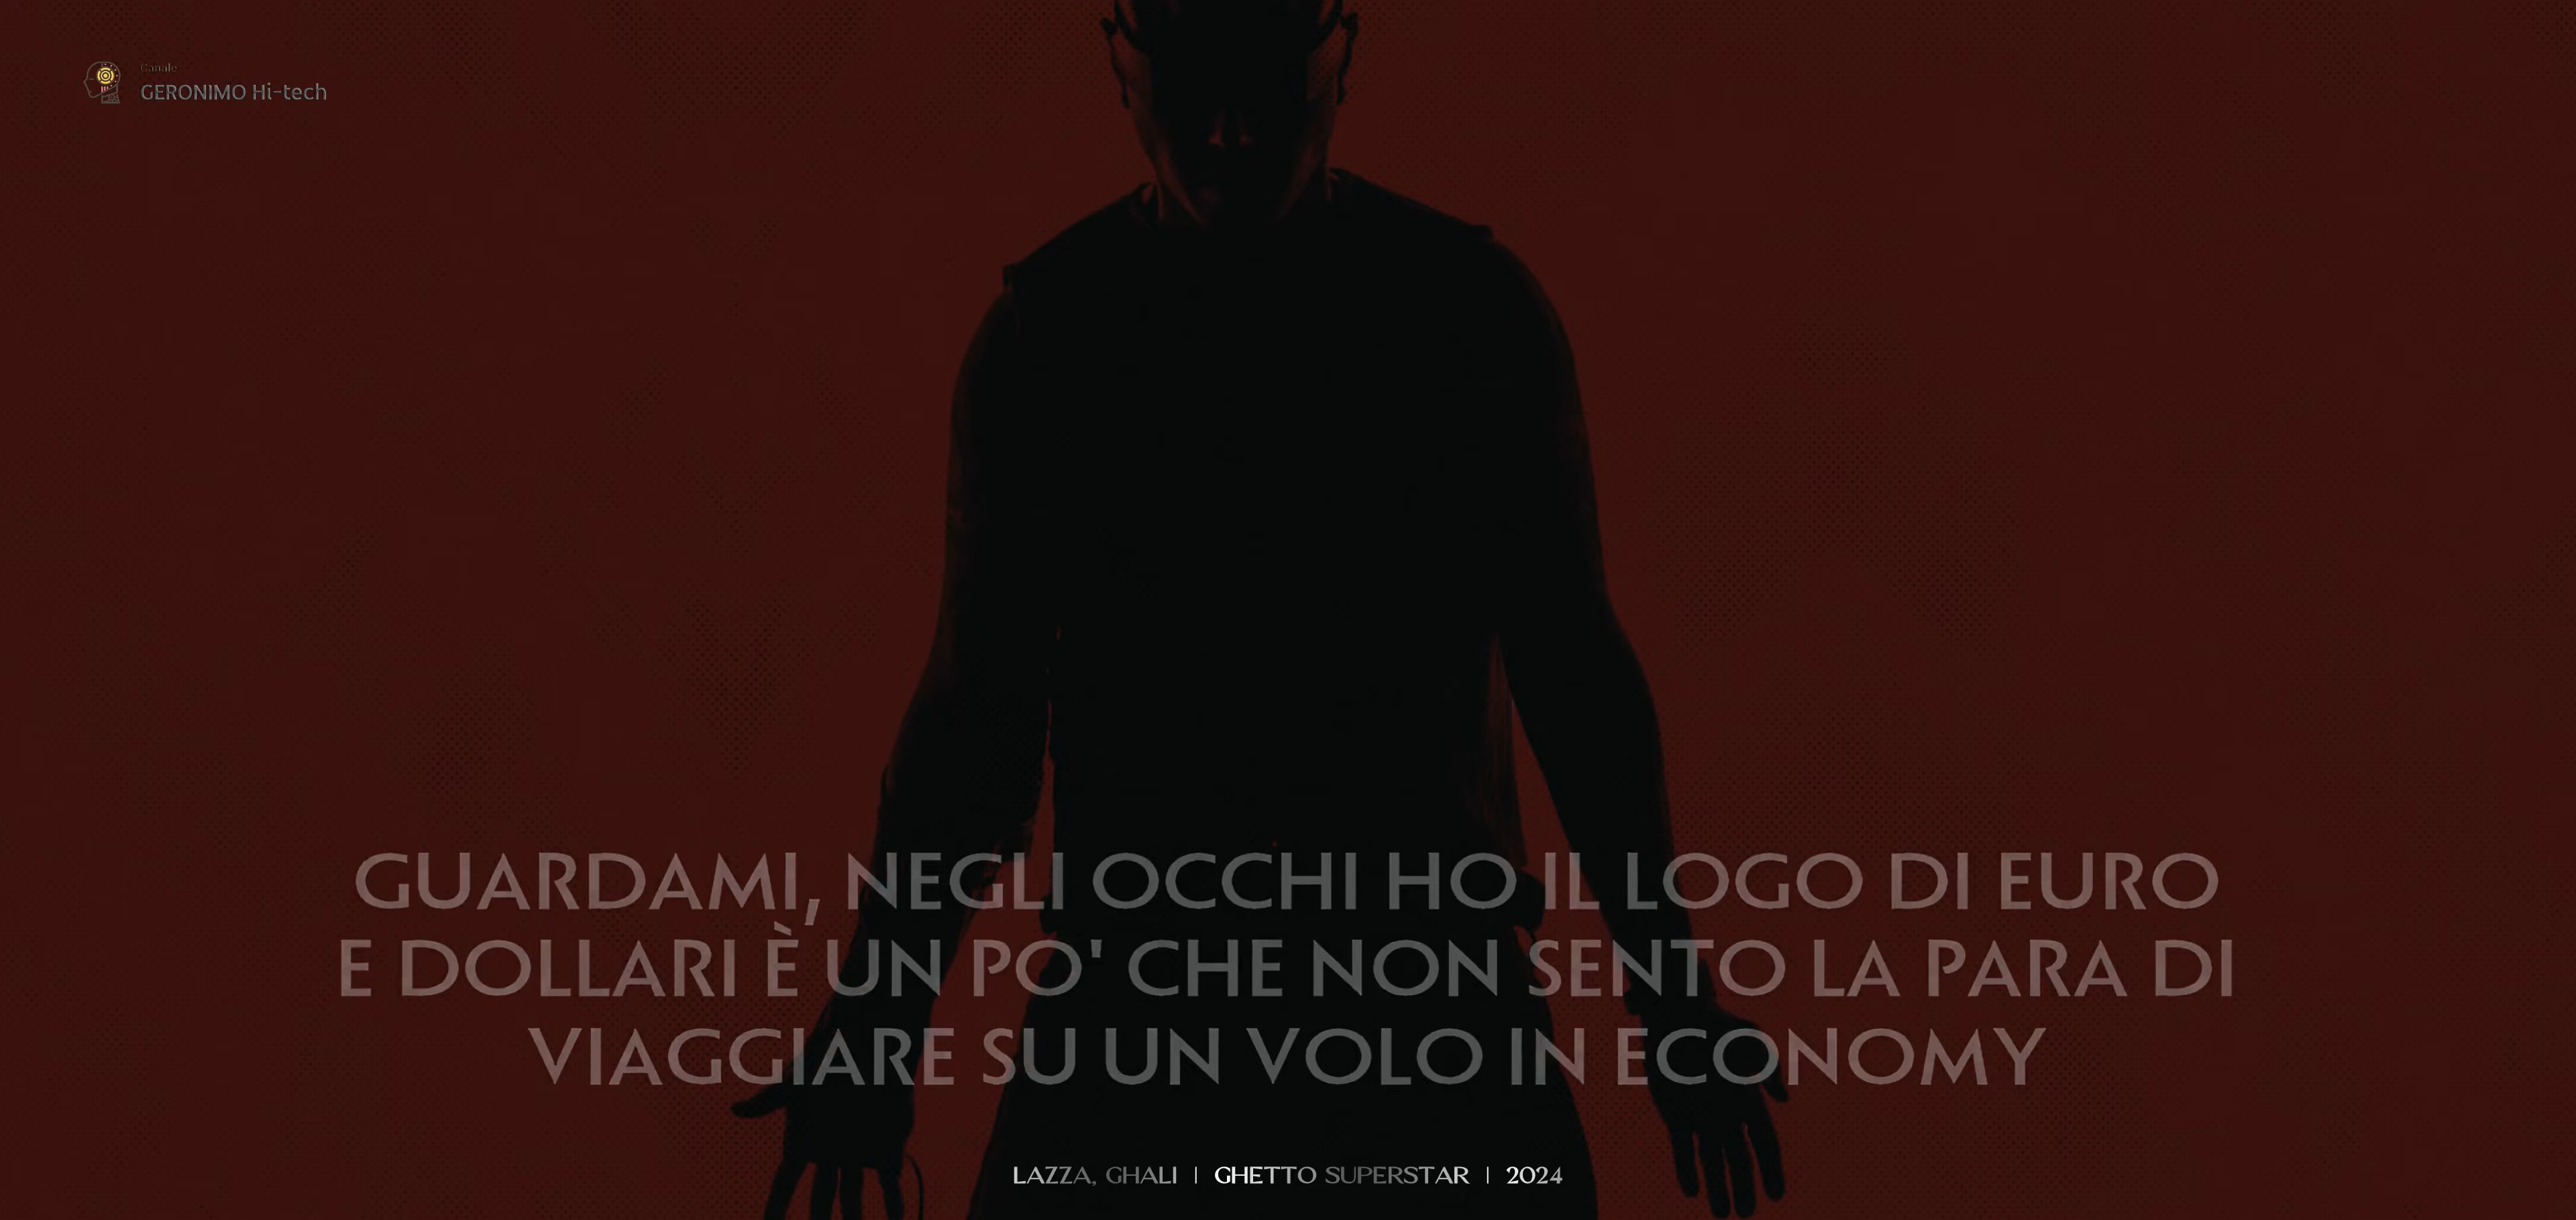 Canale
GERONIMO Hi-tech
GUARDAMI, NEGLI OCCHI HO IL LOGO DI EURO
E DOLLARI È UN PO' CHE NON SENTO LA PARA DI
VIAGGIARE SU UN VOLO IN ECONOMY
LAZZA, GHALI | GHETTO SUPERSTAR | 2024